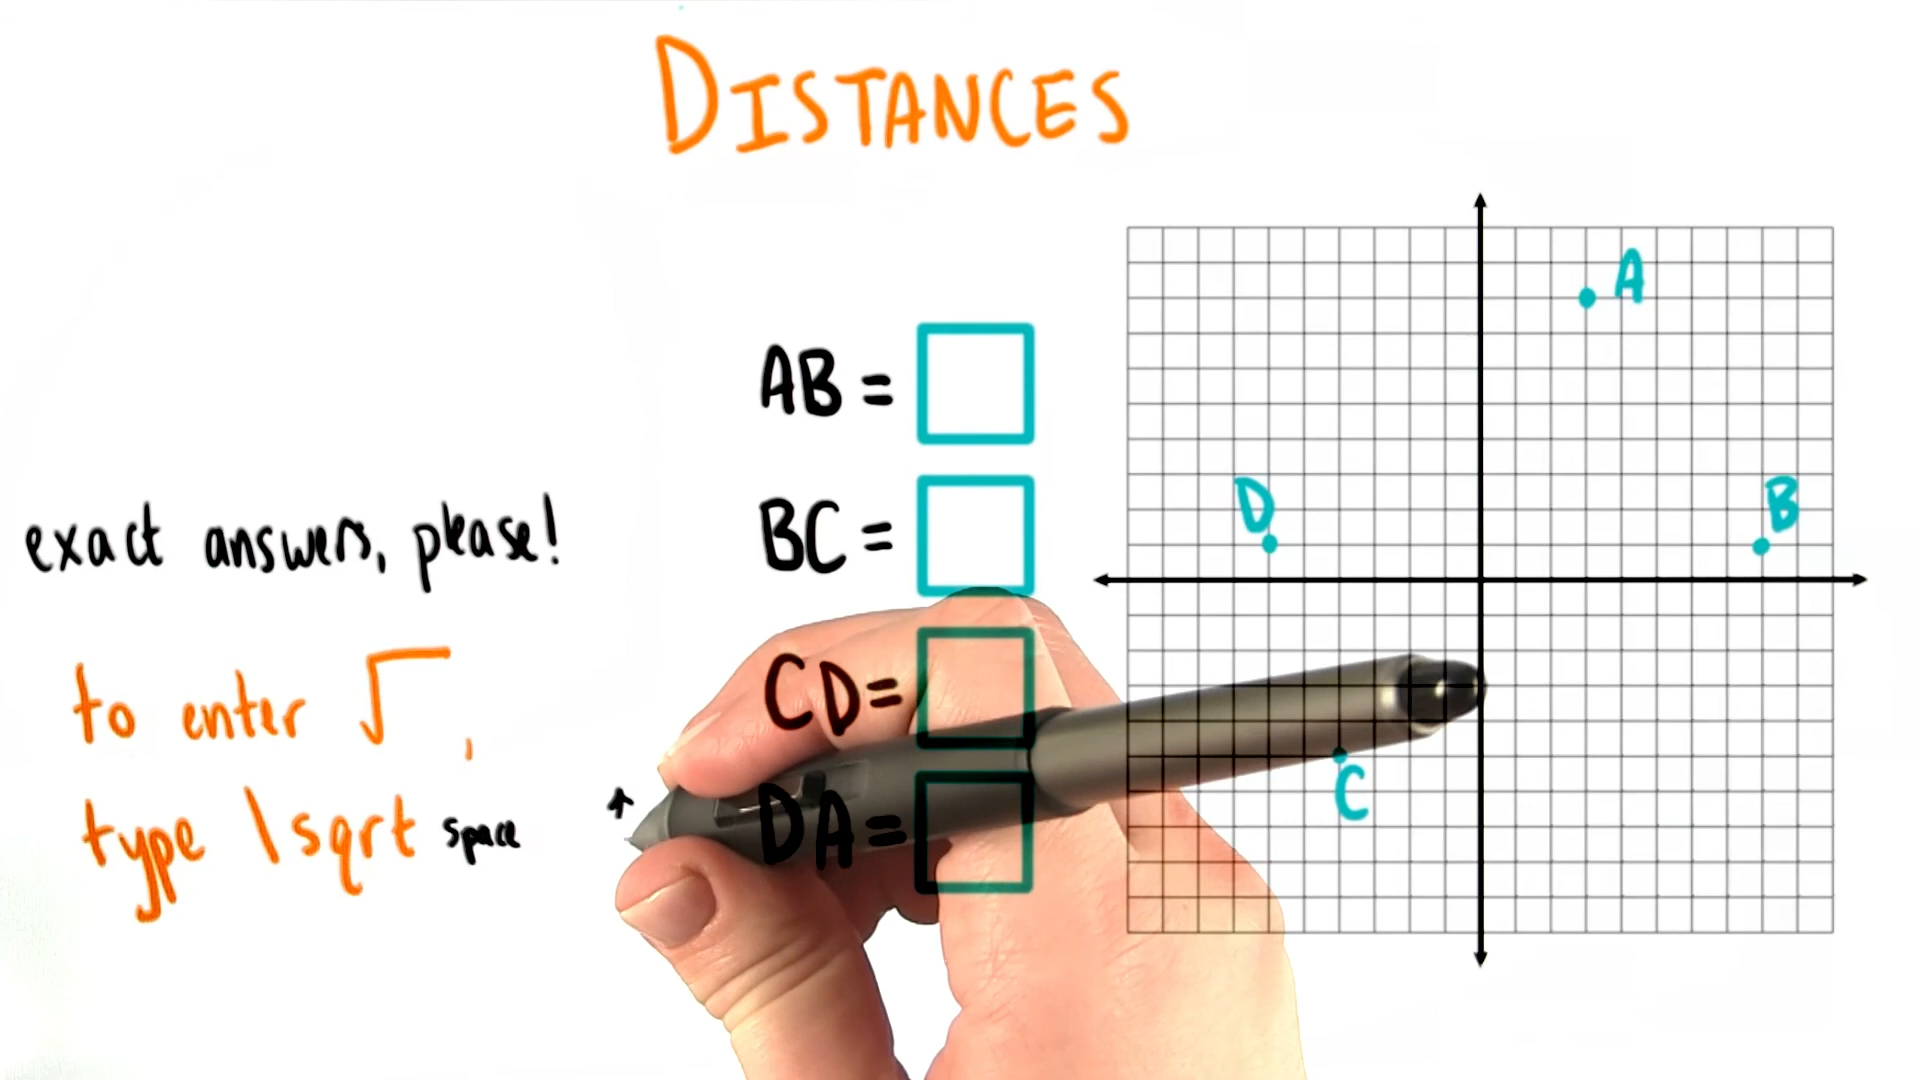 DISTANCES
AB =
BC =
CD =
DA =
exact answers, please!
to enter √ ,
type \sqrt space
A
B
D
C